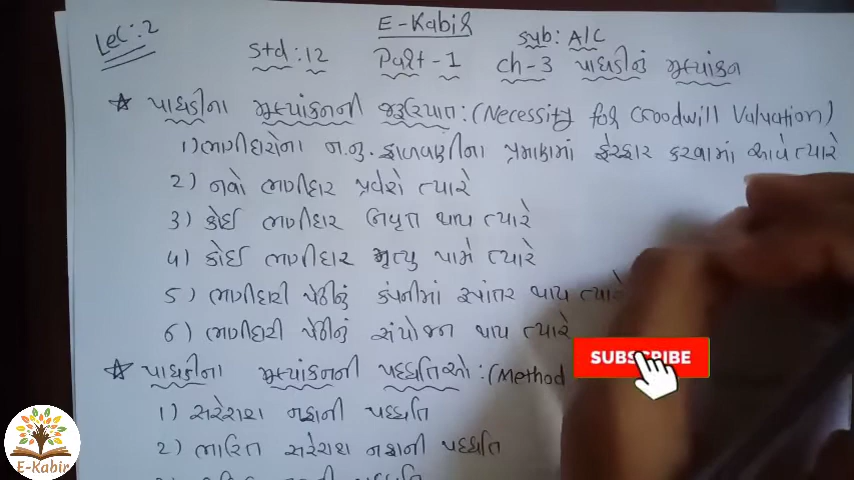 LeC:2
E-Kabir
Std:12 Part-1 Sub: A/C
Ch-3 પાઘડીનું મૂલ્યાંકન
☆ પાઘડીના મૂલ્યાંકનની જરૂરિયાત: (Necessity for Goodwill Valuation)
1) ભાગીદારોના ન.નુ. ફાળવણીના પ્રમાણમાં ફેરફાર કરવામાં આવે ત્યારે
2) નવો ભાગીદાર પ્રવેશે ત્યારે
3) કોઈ ભાગીદાર નિવૃત થાય ત્યારે
4) કોઈ ભાગીદાર મૃત્યુ પામે ત્યારે
5) ભાગીદારી પેઢીનું કંપનીમાં રૂપાંતર થાય ત્યારે
6) ભાગીદારી પેઢીનું સંયોજન થાય ત્યારે
SUBSCRIBE
☆ પાઘડીના મૂલ્યાંકનની પદ્ધતિઓ: (Method
1) સરેરાશ નફાની પદ્ધતિ
2) ભારિત સરેરાશ નફાની પદ્ધતિ
E-Kabir